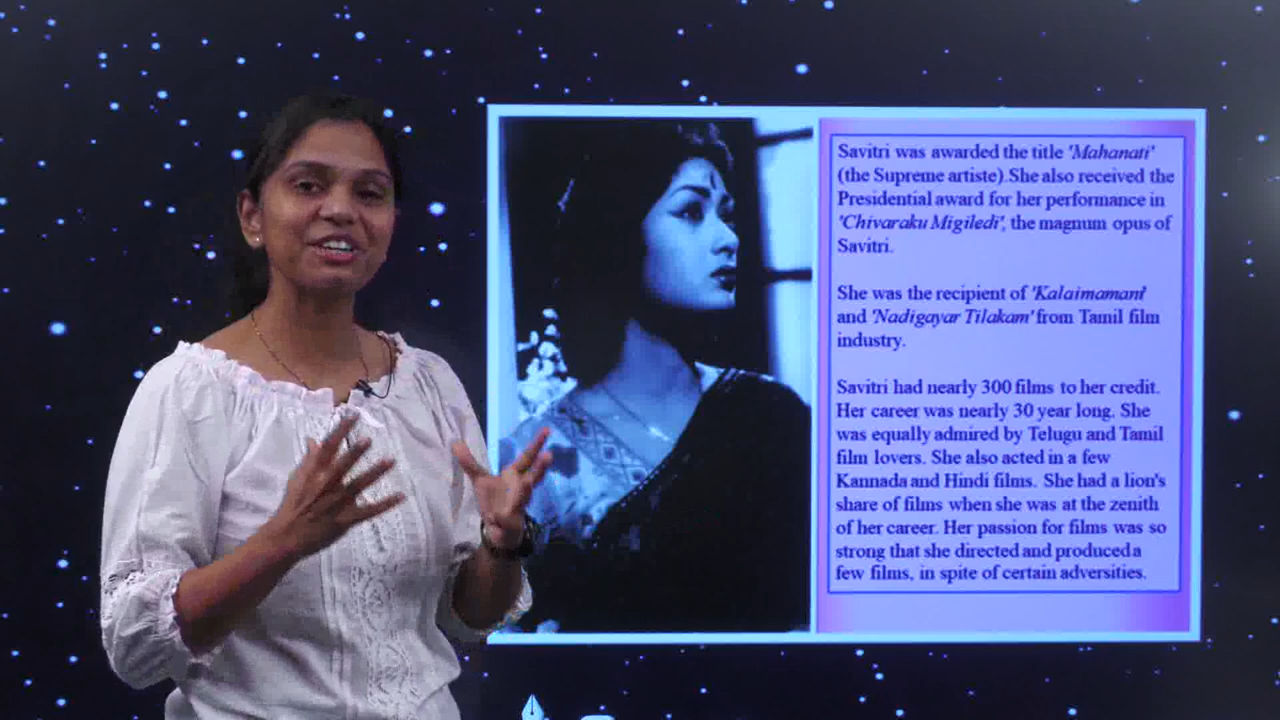 Savitri was awarded the title 'Mahanati'
(the Supreme artiste).She also received the
Presidential award for her performance in
'Chivaraku Migiledi', the magnum opus of
Savitri.
She was the recipient of 'Kalaimamani'
and 'Nadigayar Tilakam' from Tamil film
industry.
Savitri had nearly 300 films to her credit.
Her career was nearly 30 year long. She
was equally admired by Telugu and Tamil
film lovers. She also acted in a few
Kannada and Hindi films. She had a lion's
share of films when she was at the zenith
of her career. Her passion for films was so
strong that she directed and produced a
few films, in spite of certain adversities.